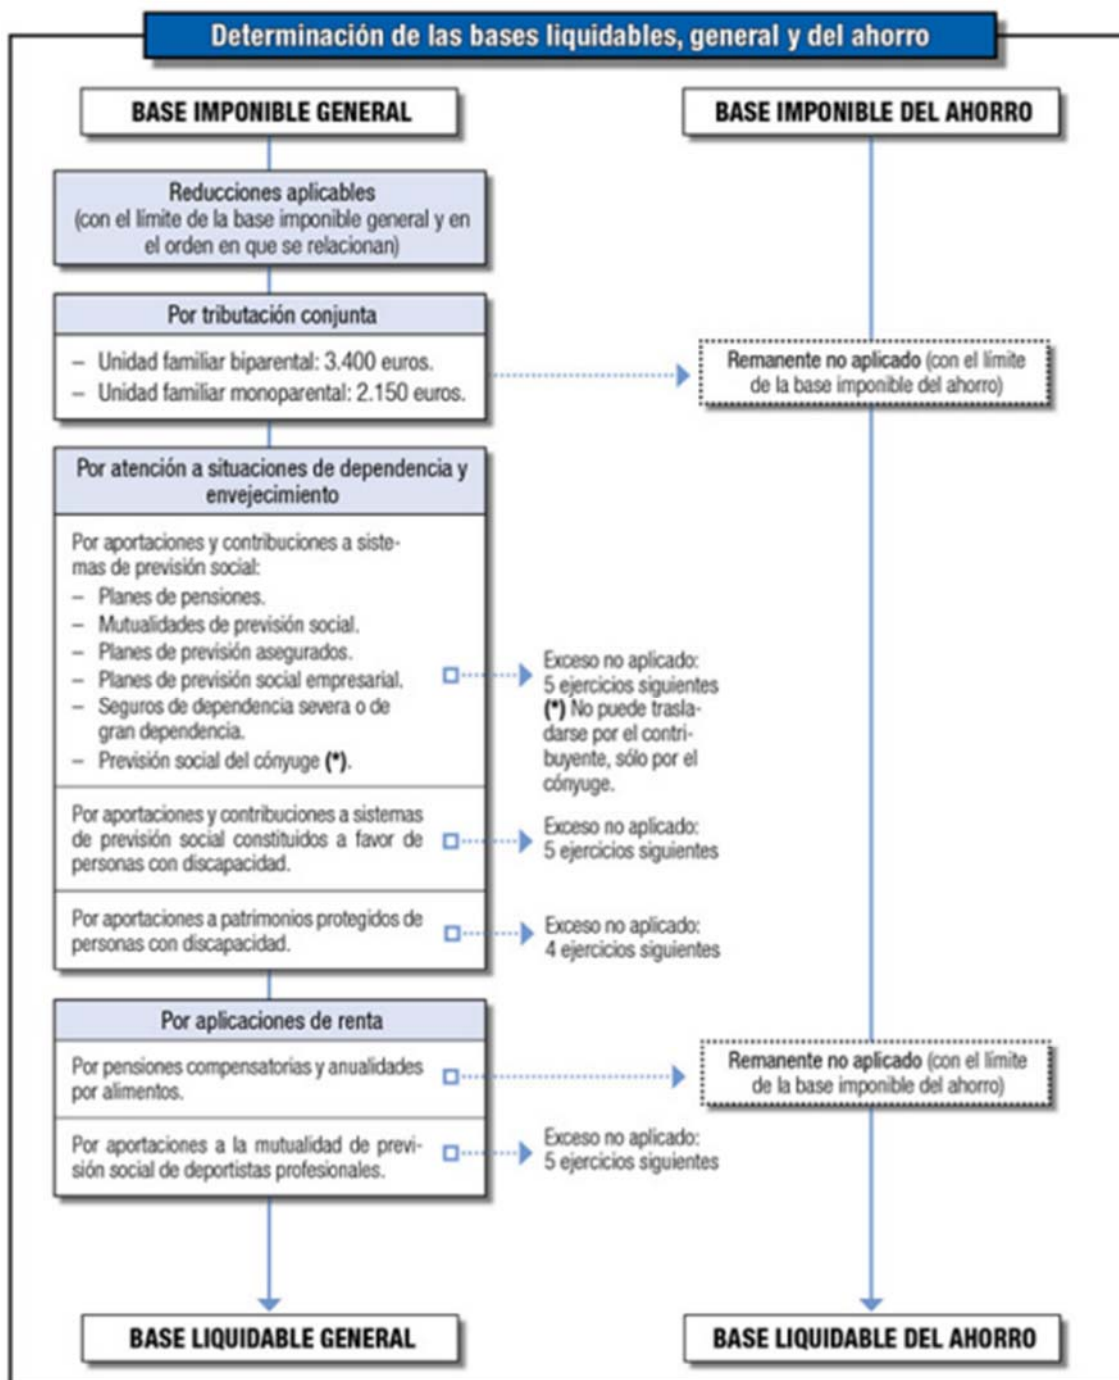 Determinación de las bases liquidables, general y del ahorro
BASE IMPONIBLE GENERAL
BASE IMPONIBLE DEL AHORRO
Reducciones aplicables
(con el límite de la base imponible general y en
el orden en que se relacionan)
Por tributación conjunta
– Unidad familiar biparental: 3.400 euros.
– Unidad familiar monoparental: 2.150 euros.
Remanente no aplicado (con el límite
de la base imponible del ahorro)
Por atención a situaciones de dependencia y
envejecimiento
Por aportaciones y contribuciones a siste-
mas de previsión social:
– Planes de pensiones.
– Mutualidades de previsión social.
– Planes de previsión asegurados.
– Planes de previsión social empresarial.
– Seguros de dependencia severa o de
gran dependencia.
– Previsión social del cónyuge (*).
Exceso no aplicado:
5 ejercicios siguientes
(*) No puede trasla-
darse por el contri-
buyente, sólo por el
cónyuge.
Por aportaciones y contribuciones a sistemas
de previsión social constituidos a favor de
personas con discapacidad.
Exceso no aplicado:
5 ejercicios siguientes
Por aportaciones a patrimonios protegidos de
personas con discapacidad.
Exceso no aplicado:
4 ejercicios siguientes
Por aplicaciones de renta
Por pensiones compensatorias y anualidades
por alimentos.
Remanente no aplicado (con el límite
de la base imponible del ahorro)
Por aportaciones a la mutualidad de previ-
sión social de deportistas profesionales.
Exceso no aplicado:
5 ejercicios siguientes
BASE LIQUIDABLE GENERAL
BASE LIQUIDABLE DEL AHORRO